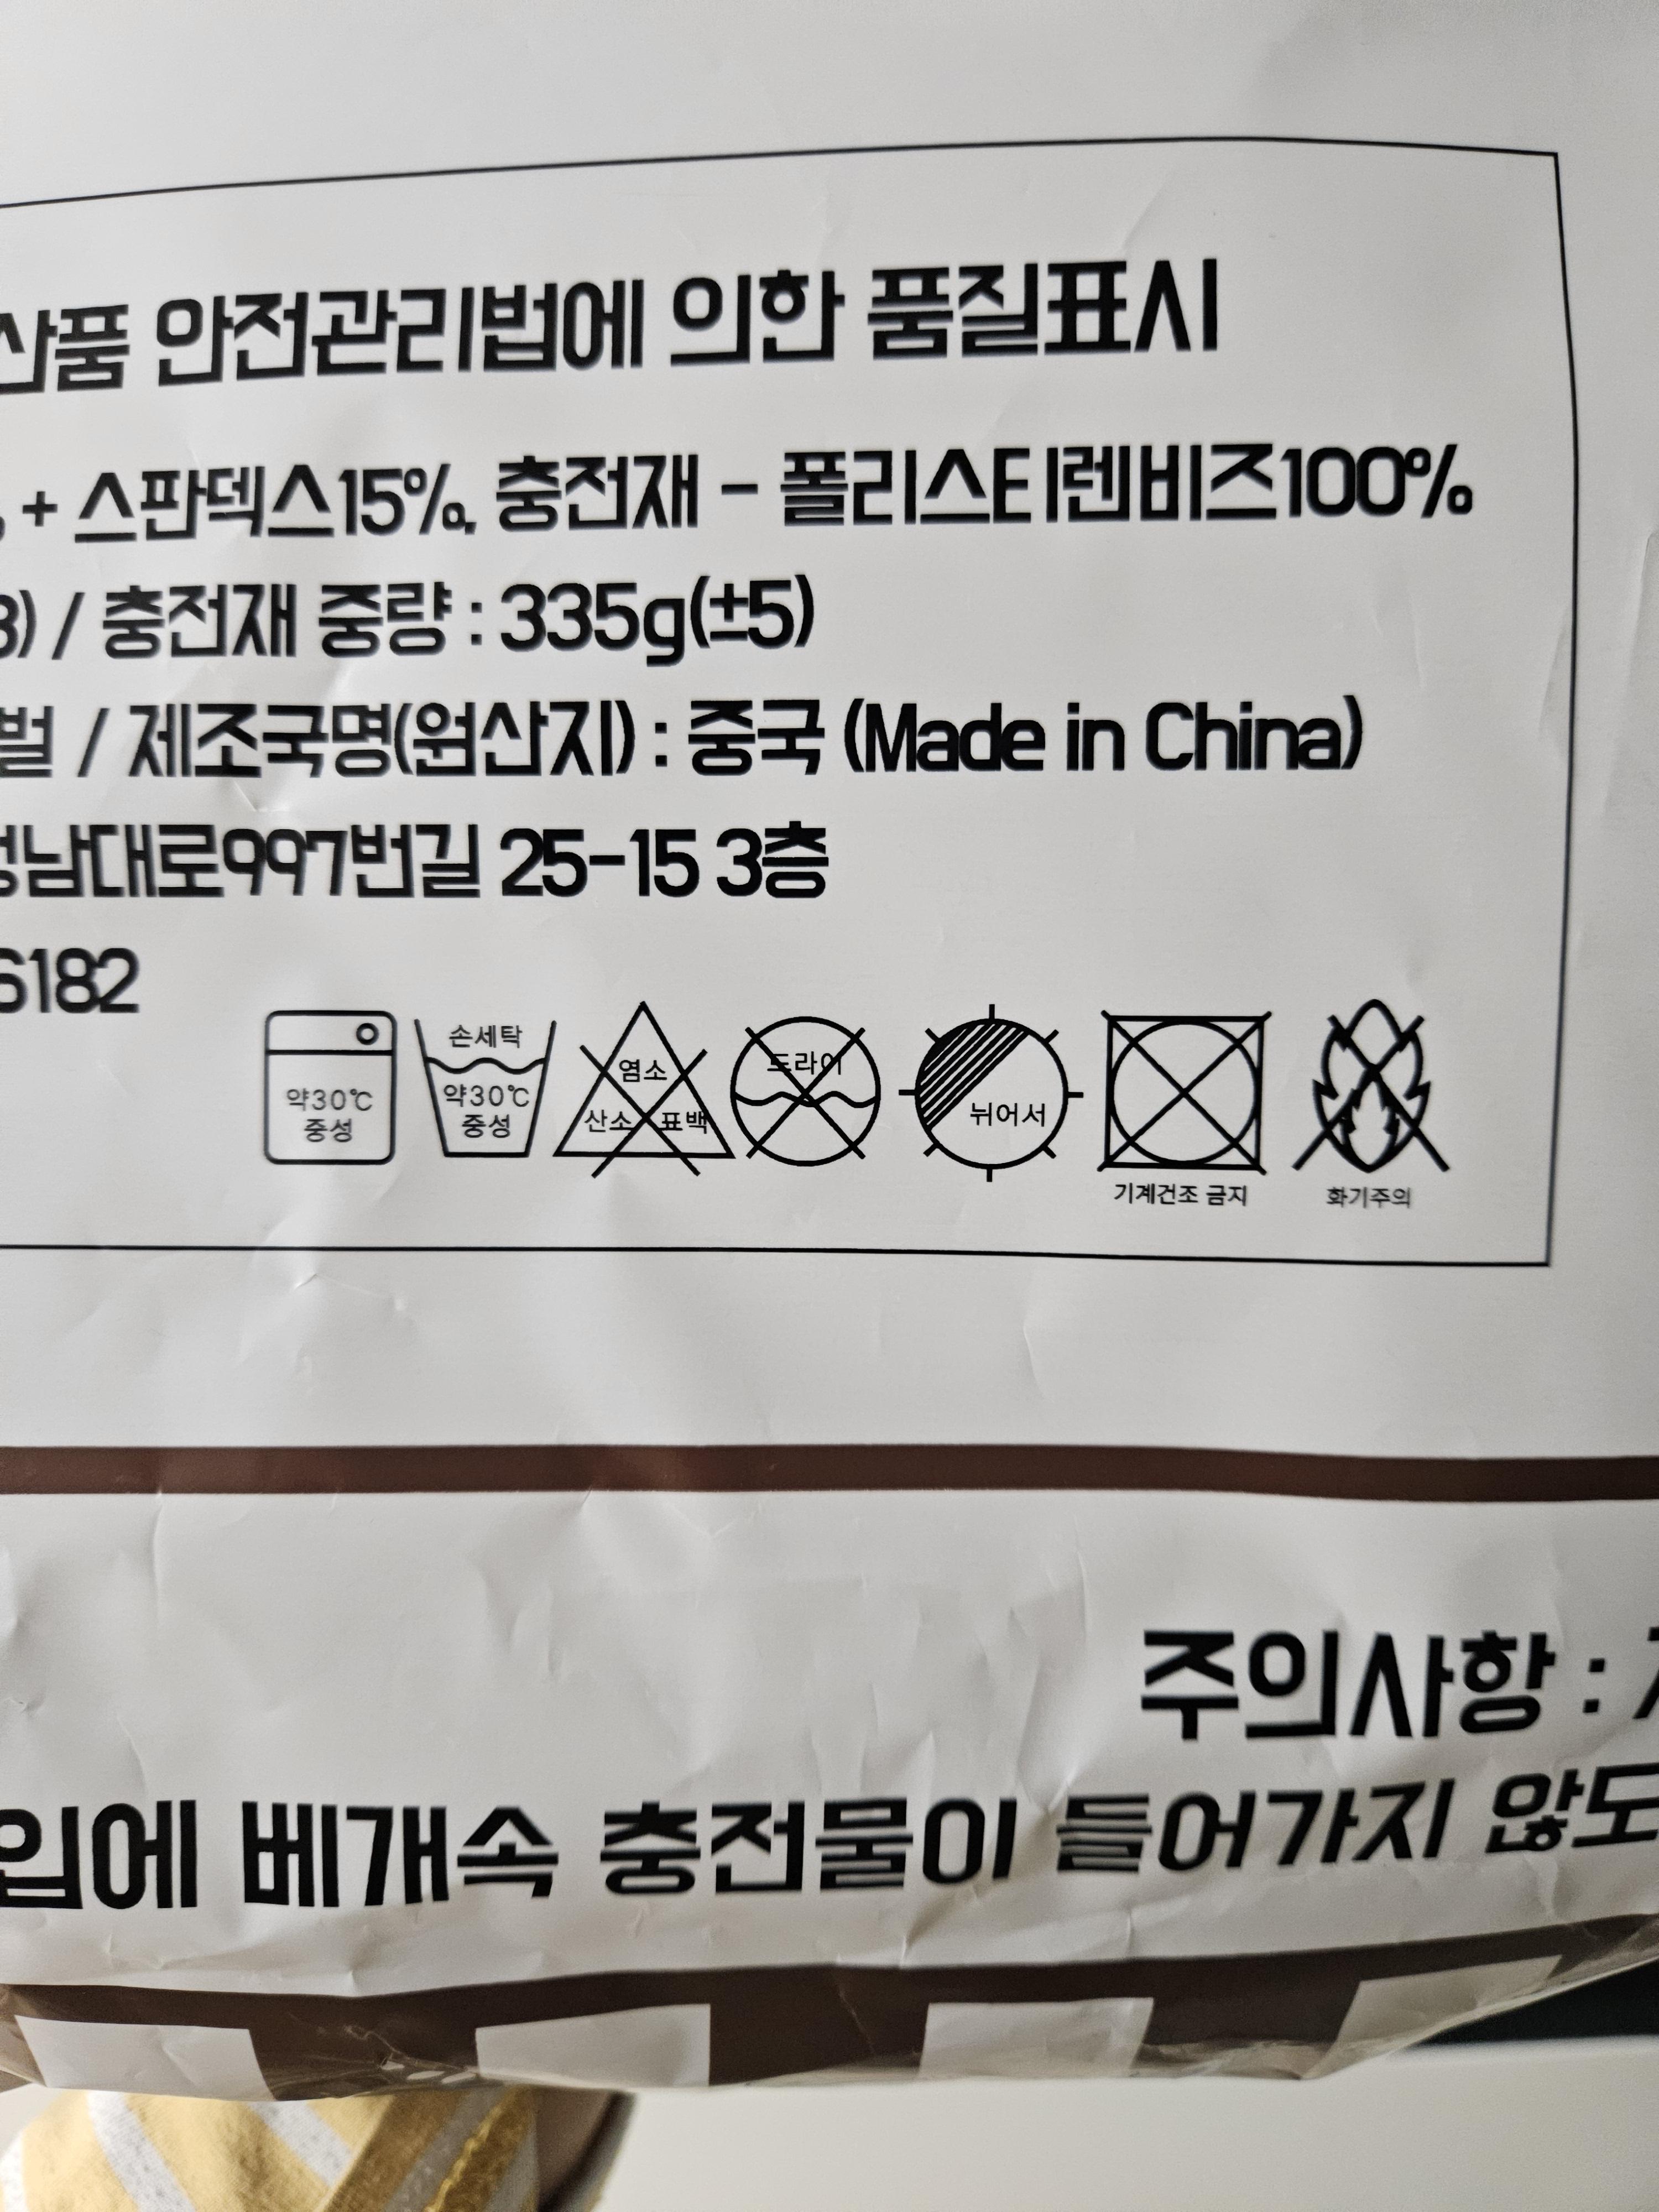 산품 안전관리법에 의한 품질표시
+ 스판덱스15%, 충전재 - 폴리스티렌비즈100%
3) / 충전재 중량 : 335g(±5)
벌 / 제조국명(원산지) : 중국 (Made in China)
성남대로997번길 25-15 3층
6182
약30℃
중성
손세탁
약30℃
중성
염소
산소 표백
드라이
뉘어서
기계건조 금지
화기주의
주의사항 :
입에 베개속 충전물이 들어가지 않도